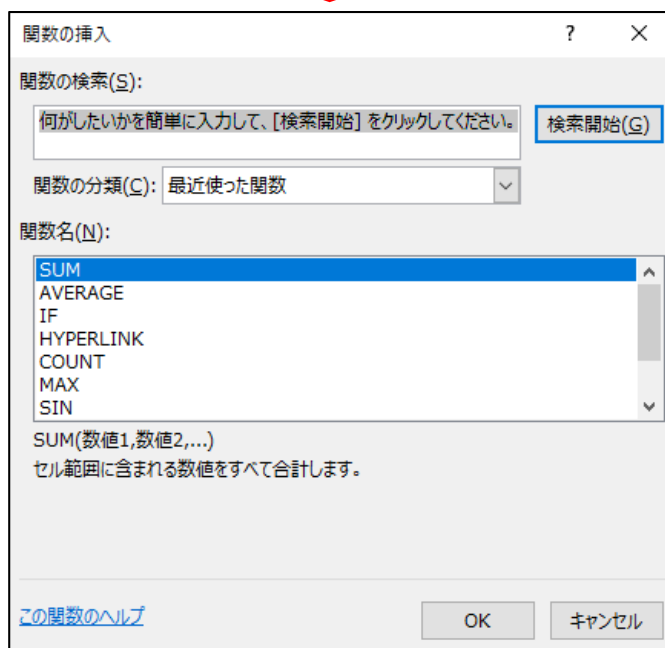 関数の挿入 ?
関数の検索(S):
何がしたいかを簡単に入力して、[検索開始] をクリックしてください。 検索開始(G)
関数の分類(C): 最近使った関数
関数名(N):
SUM
AVERAGE
IF
HYPERLINK
COUNT
MAX
SIN
SUM(数値1,数値2,...)
セル範囲に含まれる数値をすべて合計します。
この関数のヘルプ OK キャンセル